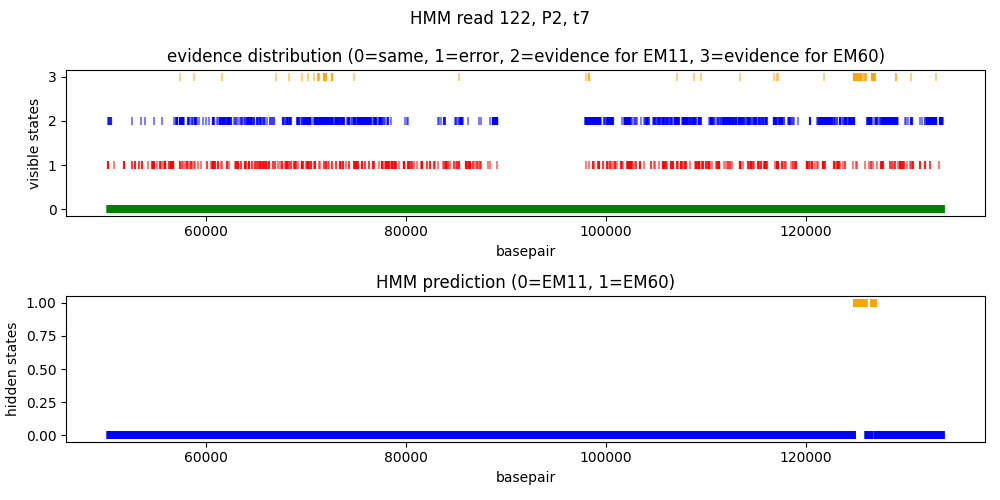 HMM read 122, P2, t7
evidence distribution (0=same, 1=error, 2=evidence for EM11, 3=evidence for EM60)
visible states
3
2
1
0
60000 80000 100000 120000
basepair
HMM prediction (0=EM11, 1=EM60)
hidden states
1.00
0.75
0.50
0.25
0.00
60000 80000 100000 120000
basepair